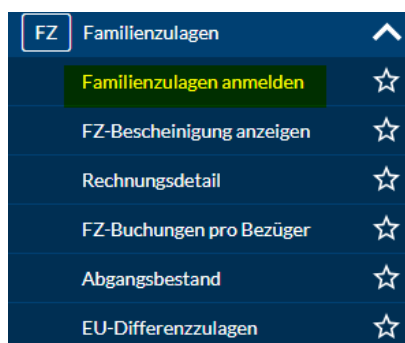 FZ Familienzulagen
Familienzulagen anmelden
FZ-Bescheinigung anzeigen
Rechnungsdetail
FZ-Buchungen pro Bezüger
Abgangsbestand
EU-Differenzzulagen